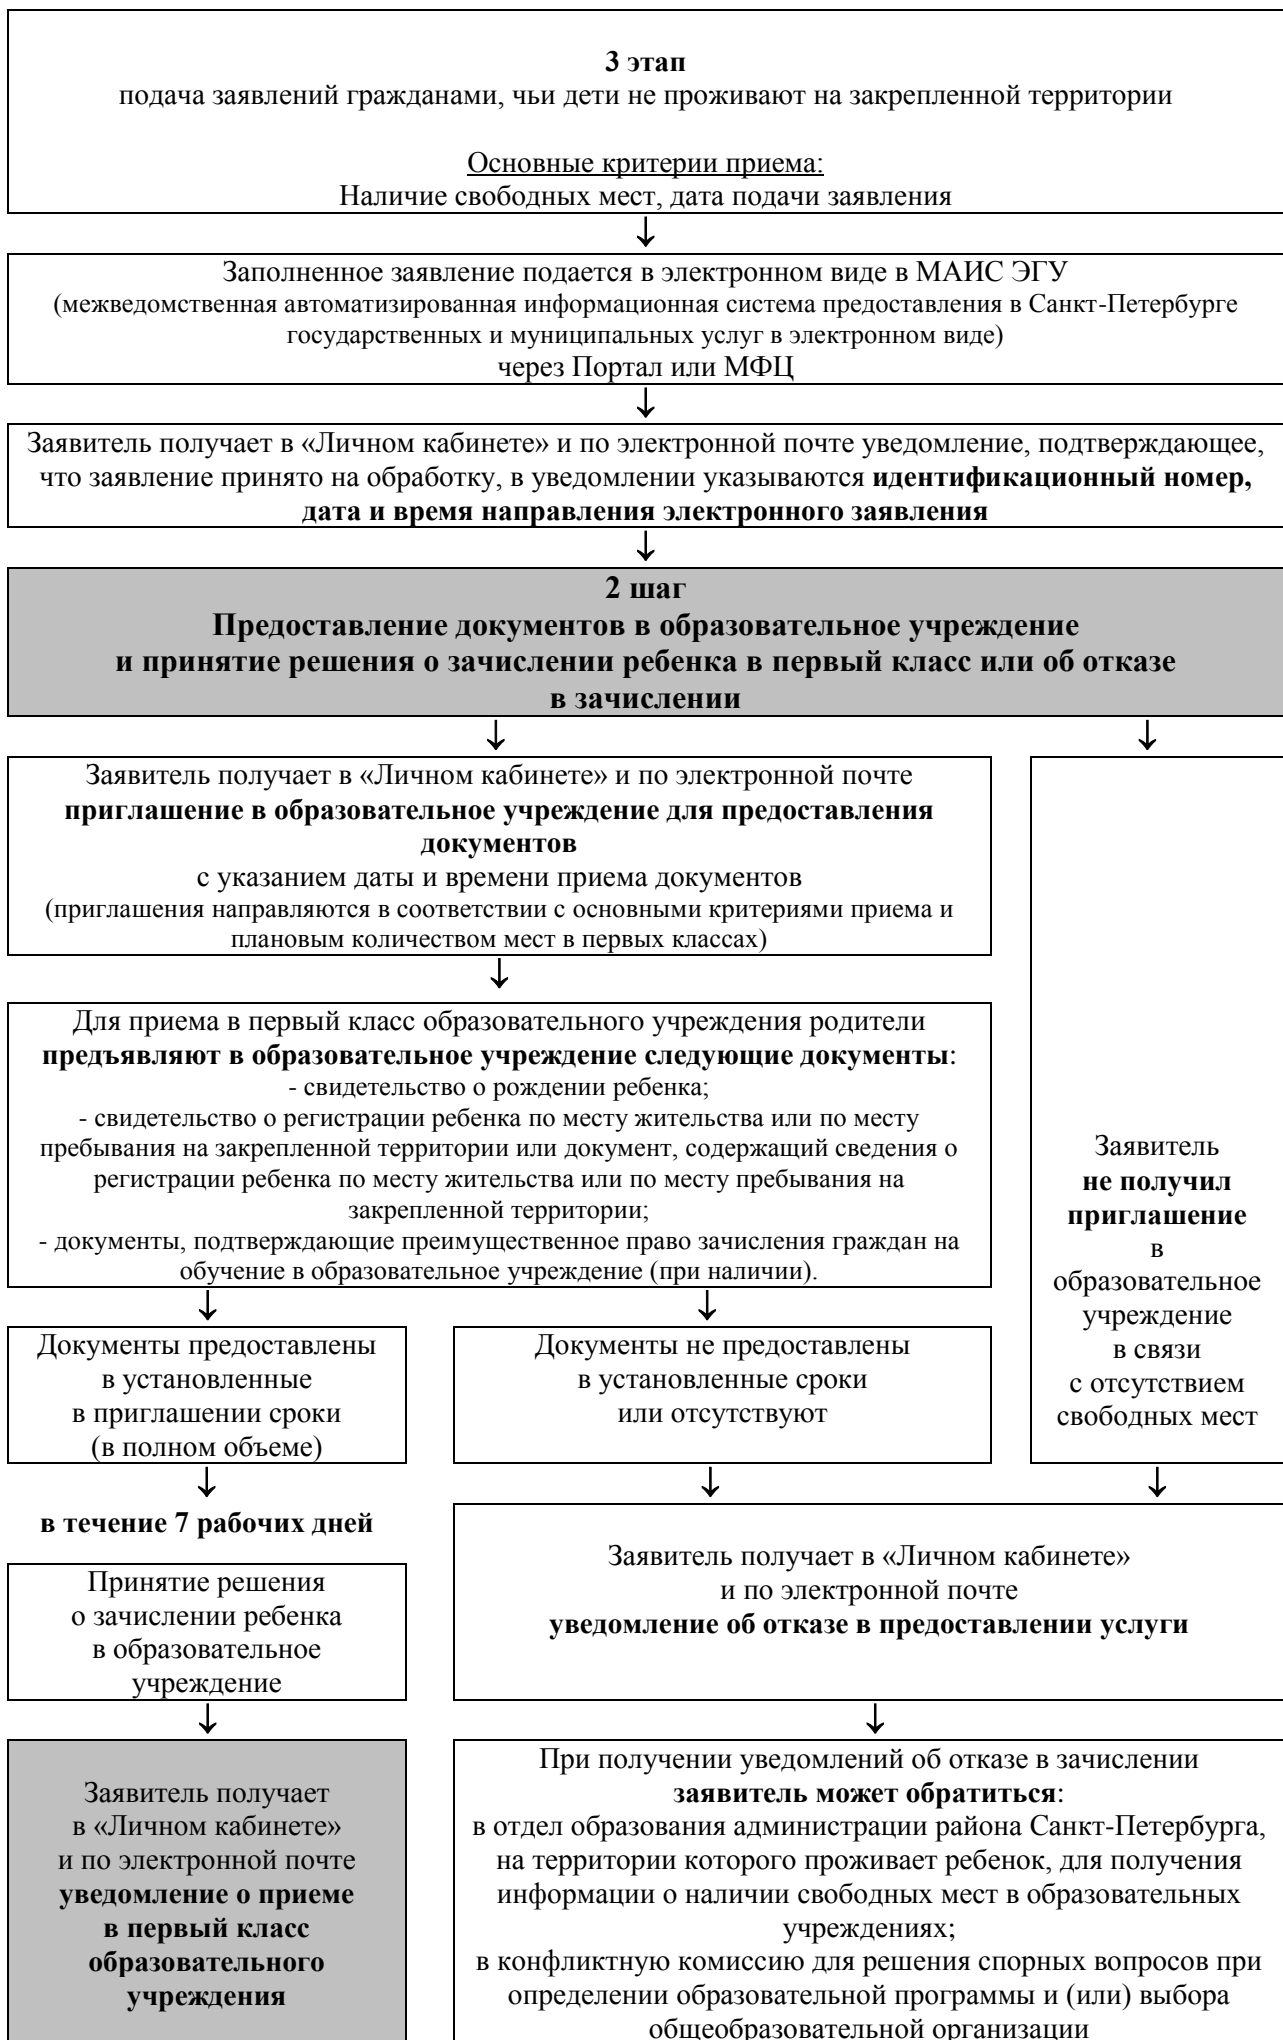 3 этап
подача заявлений гражданами, чьи дети не проживают на закрепленной территории
Основные критерии приема:
Наличие свободных мест, дата подачи заявления
Заполненное заявление подается в электронном виде в МАИС ЭГУ
(межведомственная автоматизированная информационная система предоставления в Санкт-Петербурге
государственных и муниципальных услуг в электронном виде)
через Портал или МФЦ
Заявитель получает в «Личном кабинете» и по электронной почте уведомление, подтверждающее,
что заявление принято на обработку, в уведомлении указываются идентификационный номер,
дата и время направления электронного заявления
2 шаг
Предоставление документов в образовательное учреждение
и принятие решения о зачислении ребенка в первый класс или об отказе
в зачислении
Заявитель получает в «Личном кабинете» и по электронной почте
приглашение в образовательное учреждение для предоставления
документов
с указанием даты и времени приема документов
(приглашения направляются в соответствии с основными критериями приема и
плановым количеством мест в первых классах)
Для приема в первый класс образовательного учреждения родители
предъявляют в образовательное учреждение следующие документы:
- свидетельство о рождении ребенка;
- свидетельство о регистрации ребенка по месту жительства или по месту
пребывания на закрепленной территории или документ, содержащий сведения о
регистрации ребенка по месту жительства или по месту пребывания на
закрепленной территории;
- документы, подтверждающие преимущественное право зачисления граждан на
обучение в образовательное учреждение (при наличии).
Заявитель
не получил
приглашение
в
образовательное
учреждение
в связи
с отсутствием
свободных мест
Документы предоставлены
в установленные
в приглашении сроки
(в полном объеме)
Документы не предоставлены
в установленные сроки
или отсутствуют
в течение 7 рабочих дней
Принятие решения
о зачислении ребенка
в образовательное
учреждение
Заявитель получает в «Личном кабинете»
и по электронной почте
уведомление об отказе в предоставлении услуги
Заявитель получает
в «Личном кабинете»
и по электронной почте
уведомление о приеме
в первый класс
образовательного
учреждения
При получении уведомлений об отказе в зачислении
заявитель может обратиться:
в отдел образования администрации района Санкт-Петербурга,
на территории которого проживает ребенок, для получения
информации о наличии свободных мест в образовательных
учреждениях;
в конфликтную комиссию для решения спорных вопросов при
определении образовательной программы и (или) выбора
общеобразовательной организации